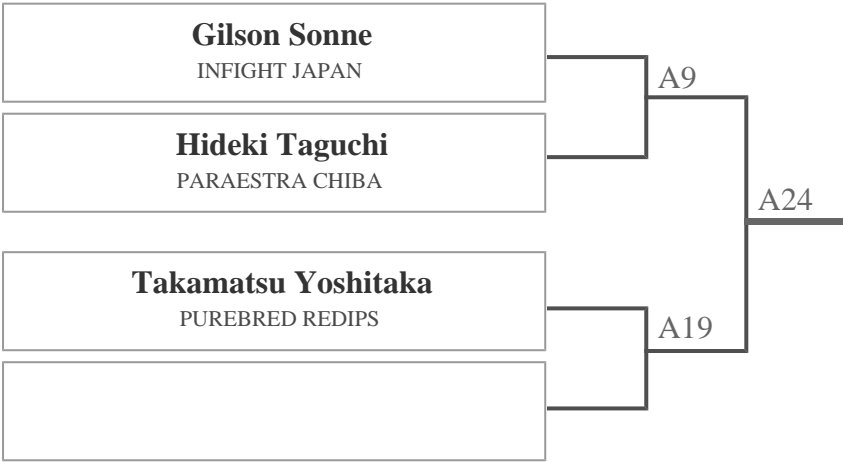 Gilson Sonne
INFIGHT JAPAN
A9
Hideki Taguchi
PARAESTRA CHIBA
A24
Takamatsu Yoshitaka
PUREBRED REDIPS
A19